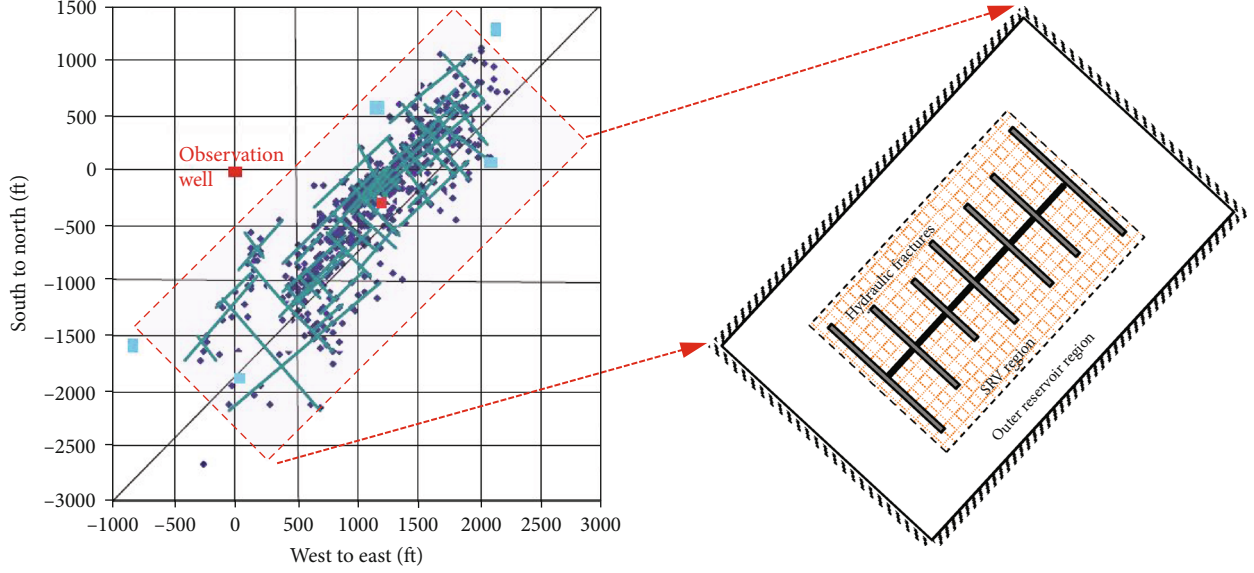 1500
1000
500
0
−500
−1000
−1500
−2000
−2500
−3000
South to north (ft)
Observation
well
−1000
−500
0
500
1000
1500
2000
2500
3000
West to east (ft)
Hydraulic fractures
SRV region
Outer reservoir region